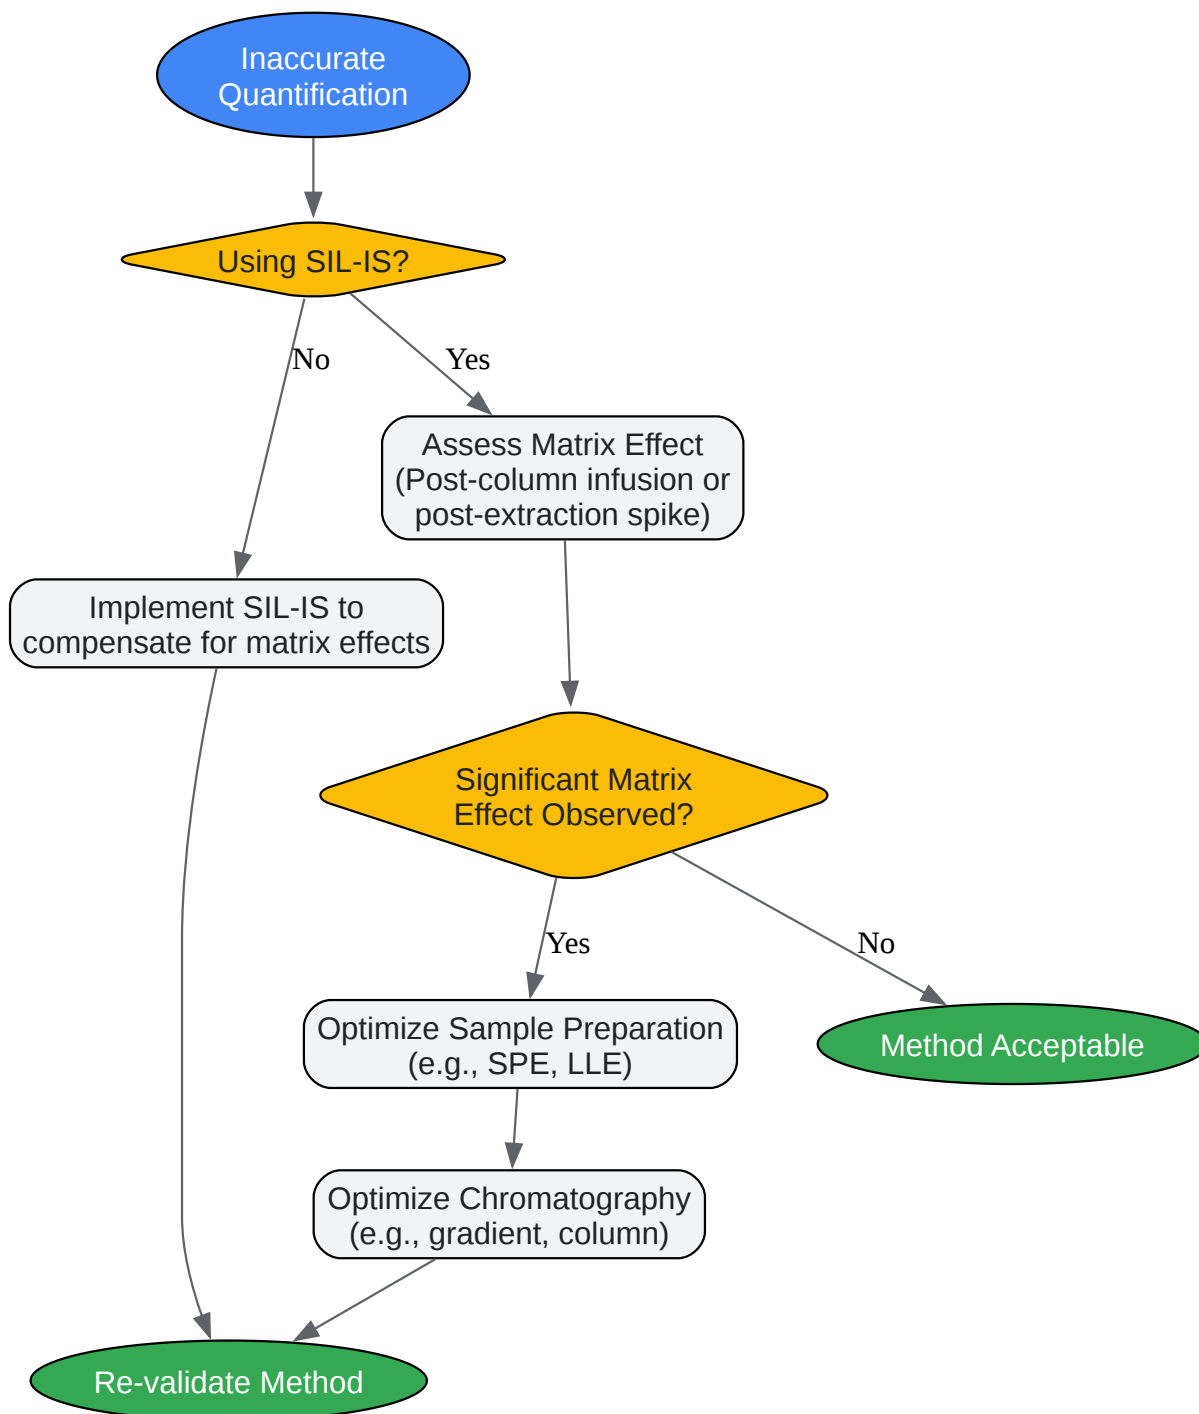 Inaccurate
Quantification
Using SIL-IS?
No
Yes
Assess Matrix Effect
(Post-column infusion or
post-extraction spike)
Implement SIL-IS to
compensate for matrix effects
Significant Matrix
Effect Observed?
Yes
No
Optimize Sample Preparation
(e.g., SPE, LLE)
Method Acceptable
Optimize Chromatography
(e.g., gradient, column)
Re-validate Method